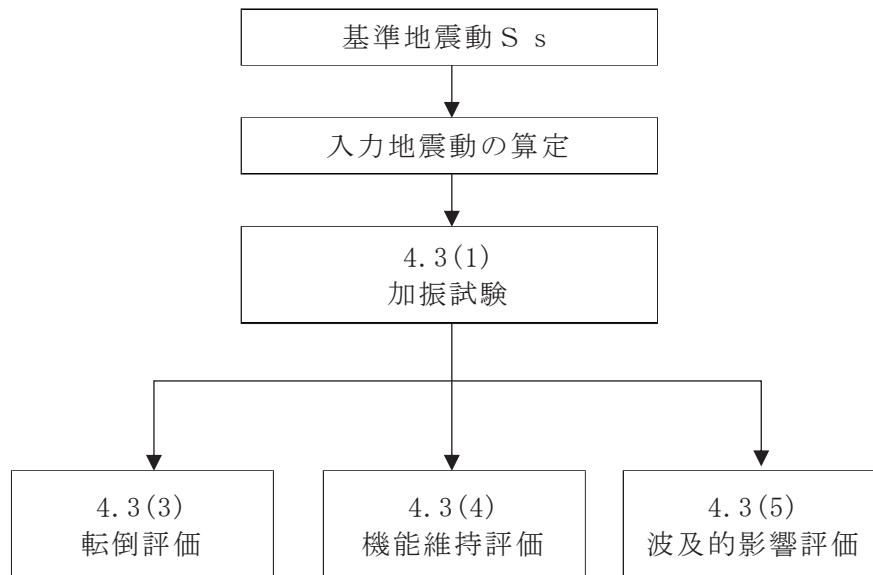 基準地震動Ｓｓ
入力地震動の算定
4.3(1)
加振試験
4.3(3)
転倒評価
4.3(4)
機能維持評価
4.3(5)
波及的影響評価